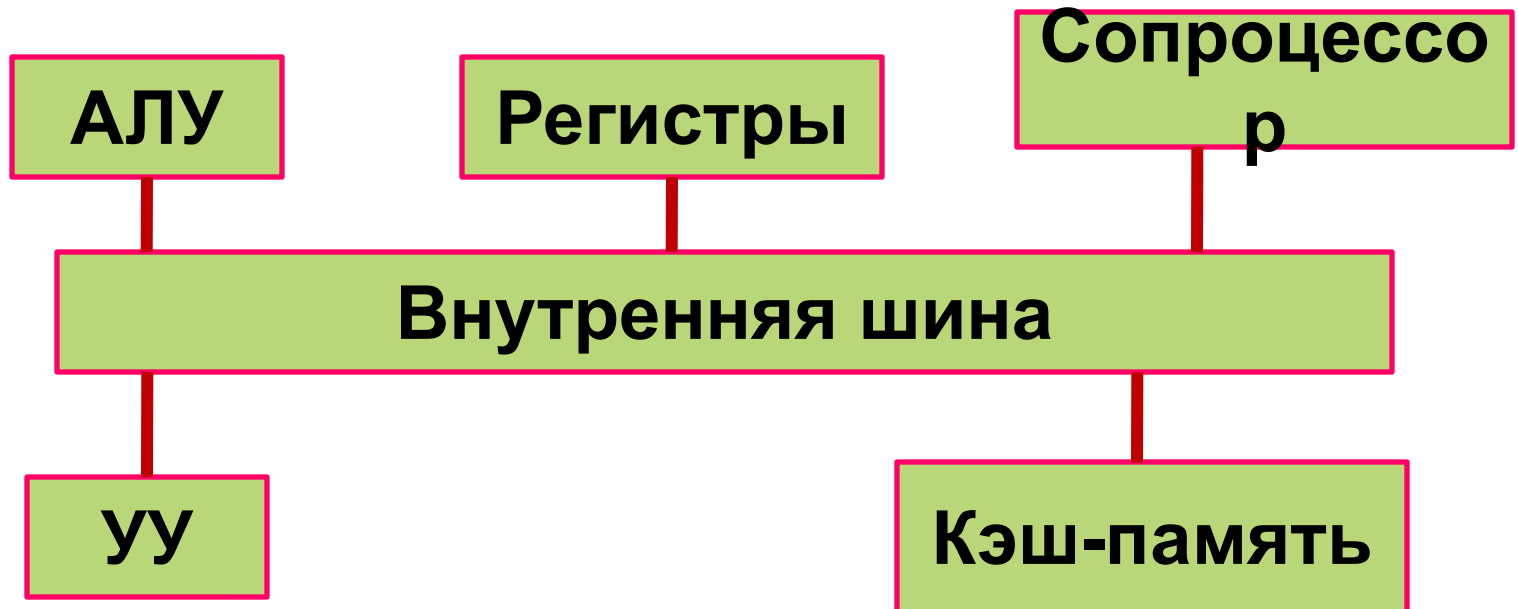 АЛУ
Регистры
Сопроцессо
р
Внутренняя шина
УУ
Кэш-память